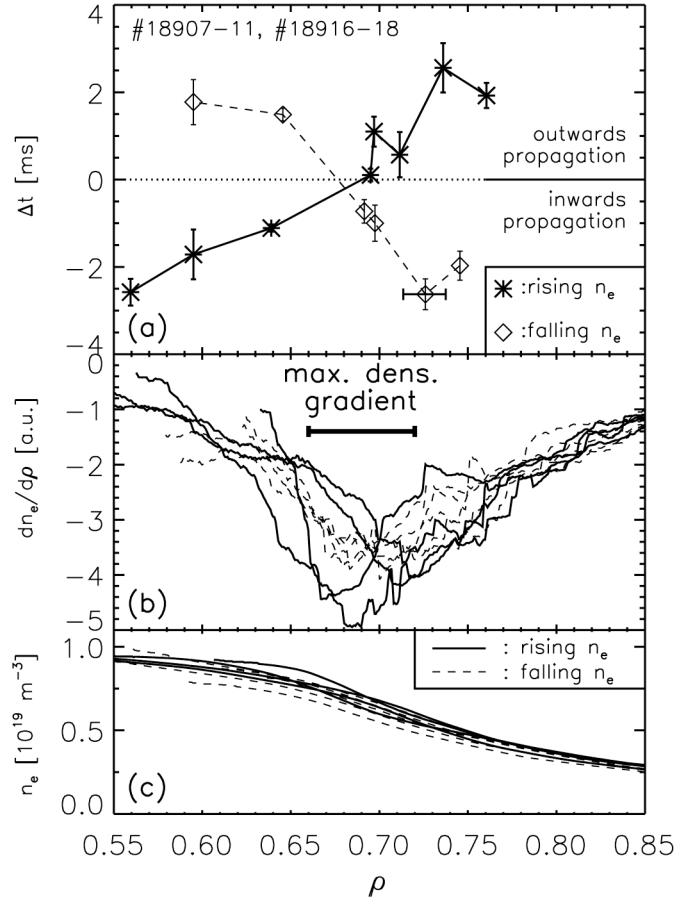 #18907-11, #18916-18
4
2
0
−2
−4
Δt [ms]
outwards
propagation
inwards
propagation
:rising nₑ
:falling nₑ
(a)
0
−1
−2
−3
−4
−5
dnₑ/dρ [a.u.]
max. dens.
gradient
(b)
1.0
0.5
0.0
nₑ [10¹⁹ m⁻³]
: rising nₑ
: falling nₑ
(c)
0.55 0.60 0.65 0.70 0.75 0.80 0.85
ρ